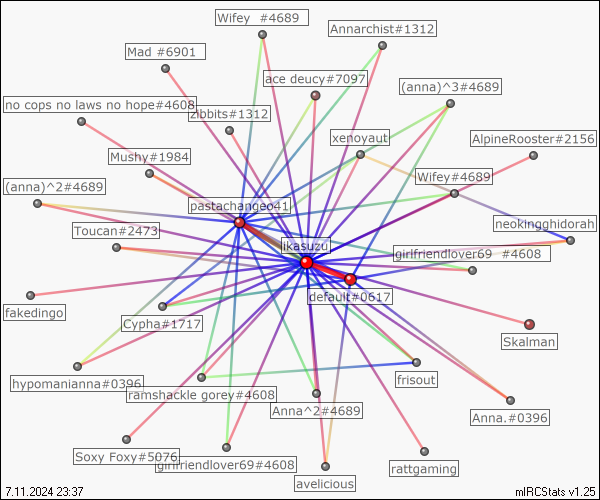 Wifey #4689
Annarchist#1312
Mad #6901
ace deucy#7097
(anna)^3#4689
no cops no laws no hope#4608
zibbits#1312
xenoyaut
AlpineRooster#2156
Mushy#1984
Wifey#4689
(anna)^2#4689
pastachangeo41
neokingghidorah
Toucan#2473
likasuzu
girlfriendlover69 #4608
default#0617
fakedingo
Cypha#1717
Skalman
hypomanianna#0396
ramshackle gorey#4608
frisout
Anna^2#4689
Anna.#0396
Soxy Foxy#5076
girlfriendlover69#4608
rattgaming
avelicious
7.11.2024 23:37
mIRCStats v1.25